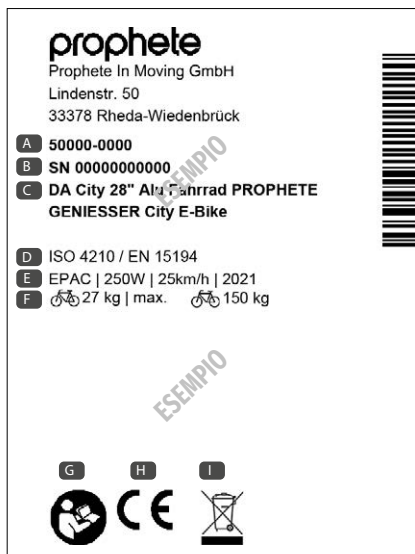 prophete
Prophete In Moving GmbH
Lindenstr. 50
33378 Rheda-Wiedenbrück
A 50000-0000
B SN 00000000000
C DA City 28" Alu Fahrrad PROPHETE
GENIESSER City E-Bike
ESEMPIO
D ISO 4210 / EN 15194
E EPAC | 250W | 25km/h | 2021
F 27 kg | max. 150 kg
ESEMPIO
G H I
CE